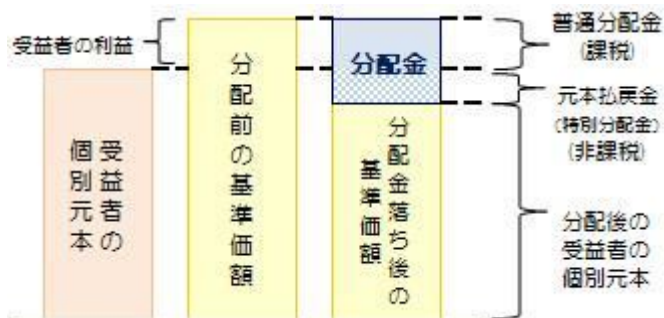 受益者の利益
受益者の
個別元本
分配前の基準価額
分配金
分配金落ち後の
基準価額
普通分配金
(課税)
元本払戻金
(特別分配金)
(非課税)
分配後の
受益者の
個別元本